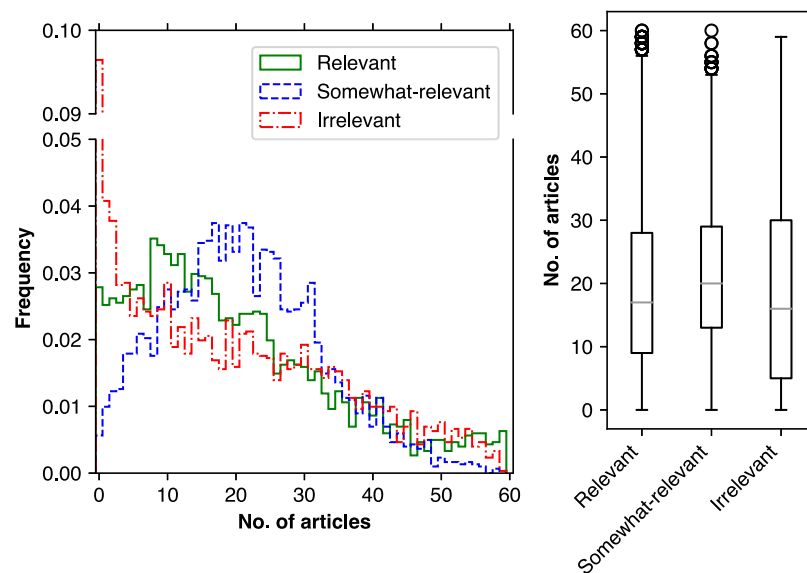 0.10
0.09
0.05
0.04
0.03
0.02
0.01
0.00
Frequency
Relevant
Somewhat-relevant
Irrelevant
0 10 20 30 40 50 60
No. of articles
60
50
40
30
20
10
0
No. of articles
Relevant
Somewhat-relevant
Irrelevant